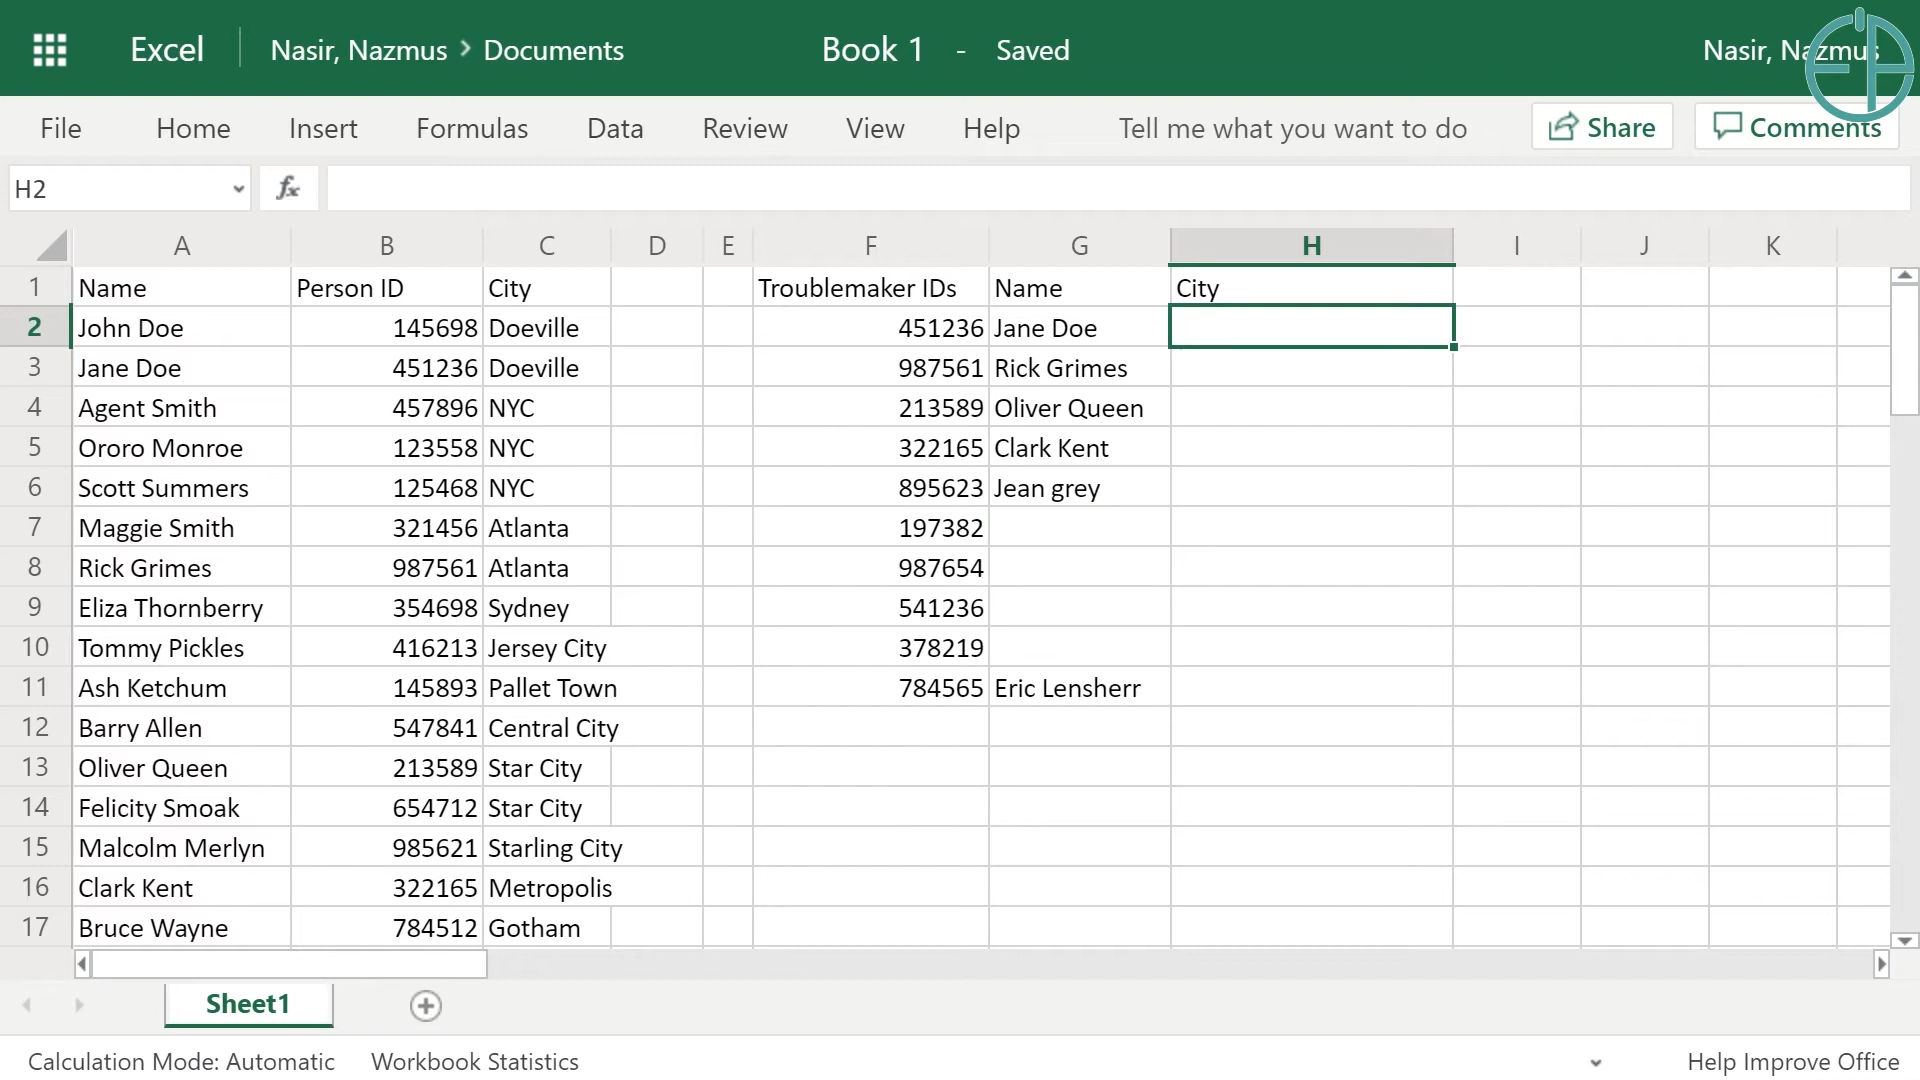 Excel Nasir, Nazmus > Documents Book 1 - Saved Nasir, Nazmus
File Home Insert Formulas Data Review View Help Tell me what you want to do Share Comments
H2 fx
A B C D E F G H I J K
1 Name Person ID City Troublemaker IDs Name City
2 John Doe 145698 Doeville 451236 Jane Doe
3 Jane Doe 451236 Doeville 987561 Rick Grimes
4 Agent Smith 457896 NYC 213589 Oliver Queen
5 Ororo Monroe 123558 NYC 322165 Clark Kent
6 Scott Summers 125468 NYC 895623 Jean grey
7 Maggie Smith 321456 Atlanta 197382
8 Rick Grimes 987561 Atlanta 987654
9 Eliza Thornberry 354698 Sydney 541236
10 Tommy Pickles 416213 Jersey City 378219
11 Ash Ketchum 145893 Pallet Town 784565 Eric Lensherr
12 Barry Allen 547841 Central City
13 Oliver Queen 213589 Star City
14 Felicity Smoak 654712 Star City
15 Malcolm Merlyn 985621 Starling City
16 Clark Kent 322165 Metropolis
17 Bruce Wayne 784512 Gotham
Sheet1
Calculation Mode: Automatic Workbook Statistics Help Improve Office